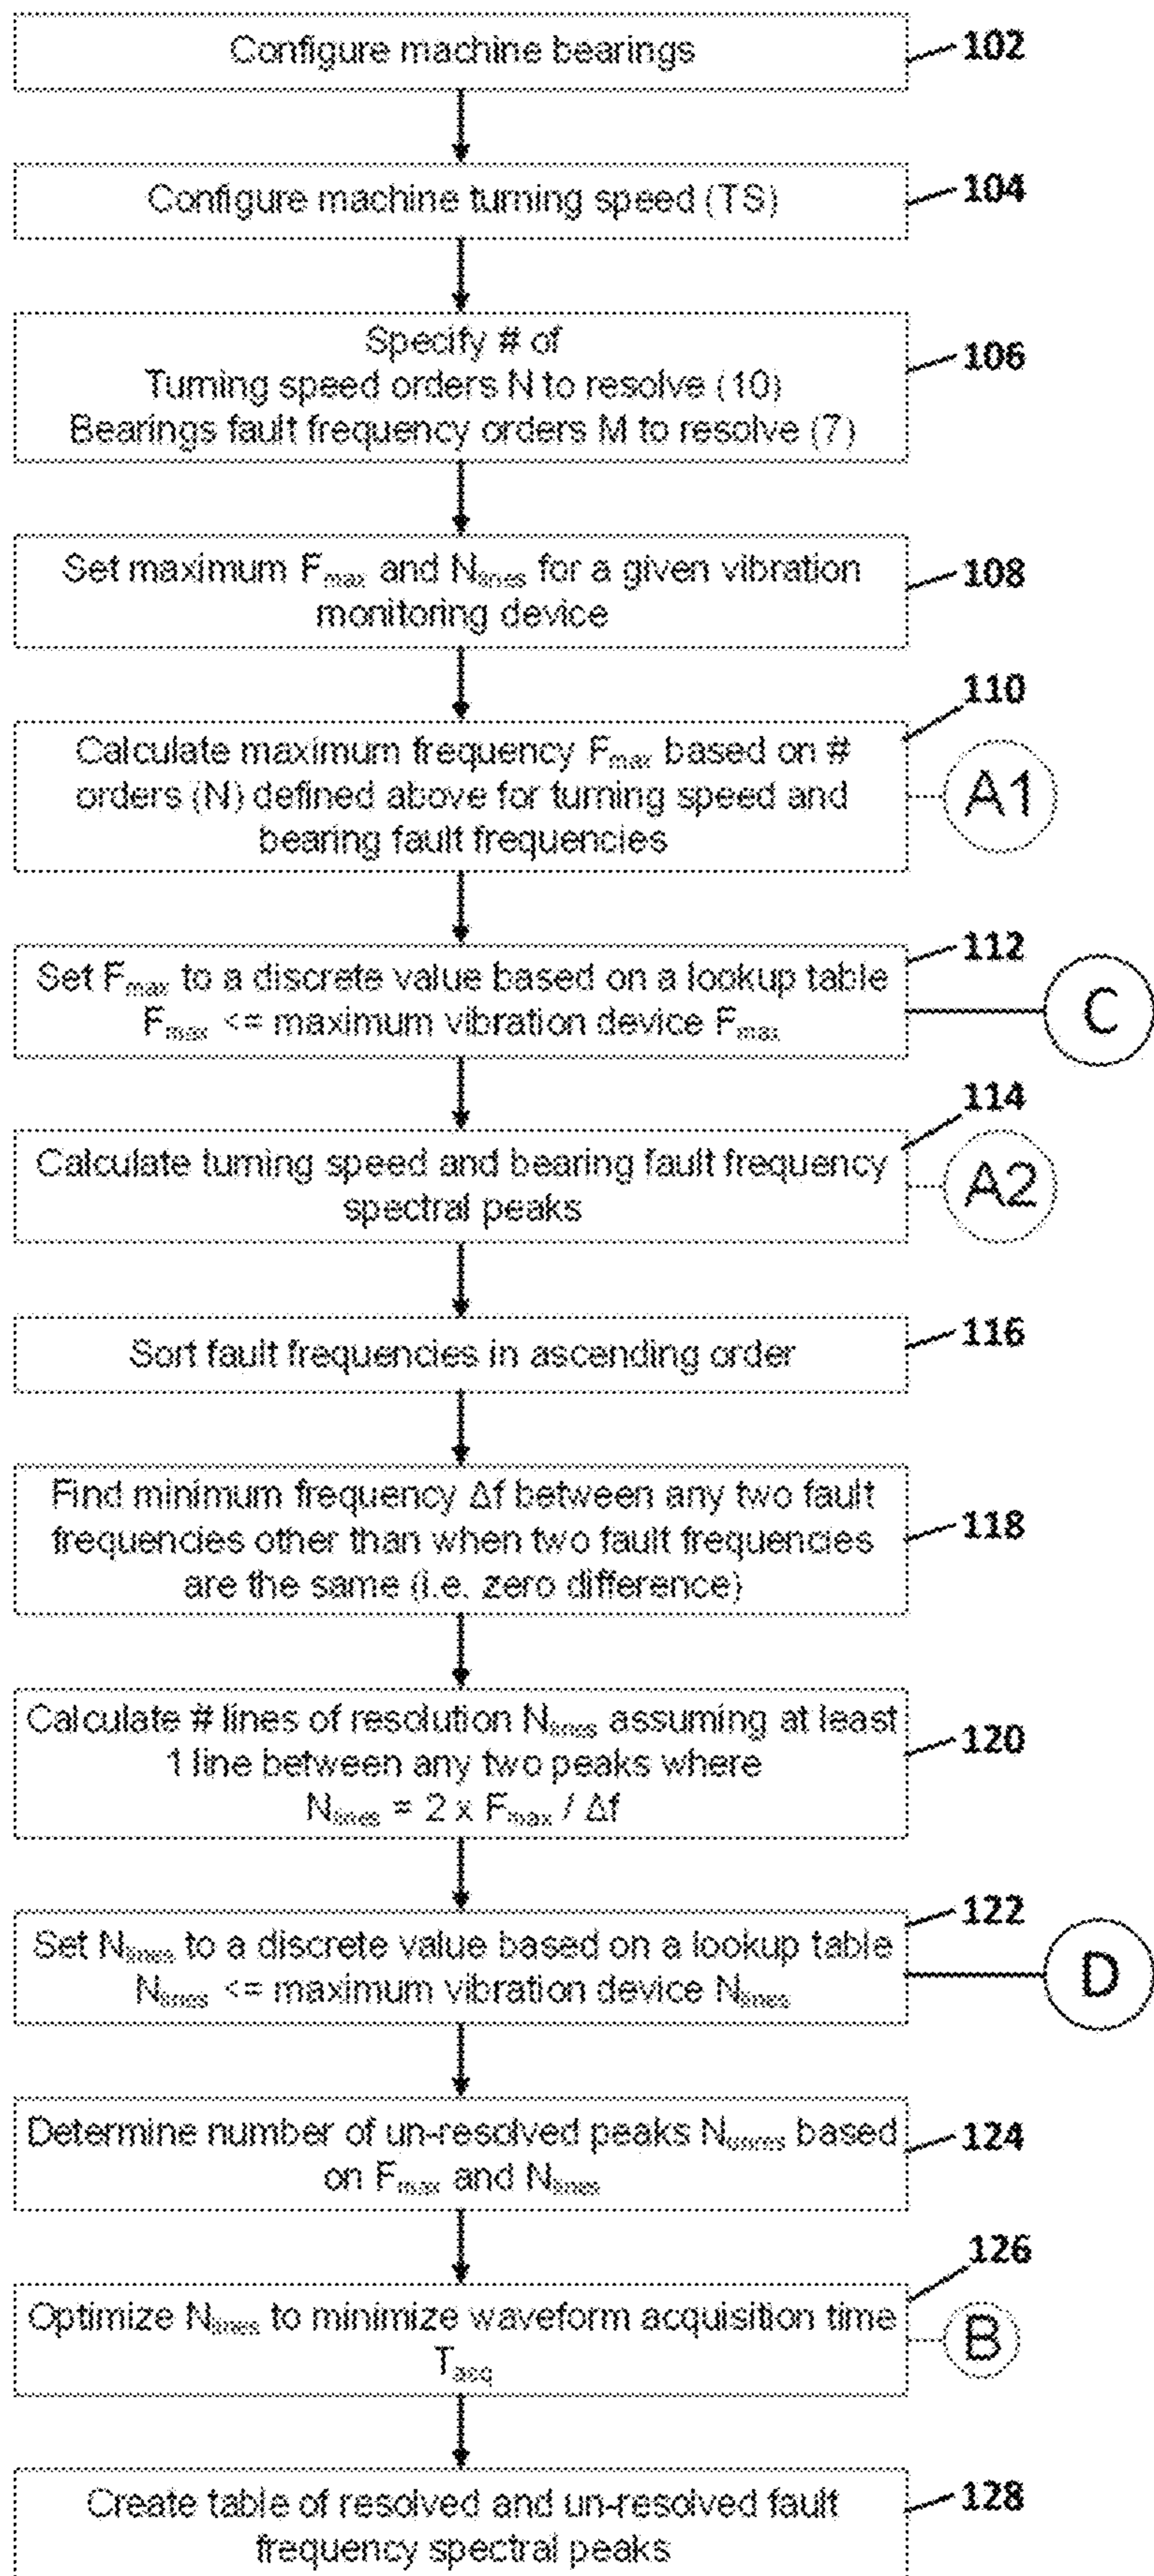 Configure machine bearings
102
Configure machine turning speed (TS)
104
Specify # of
Turning speed orders N to resolve (10)
Bearings fault frequency orders M to resolve (7)
106
Set maximum Fmax and Nlines for a given vibration
monitoring device
108
110
Calculate maximum frequency Fmax based on #
orders (N) defined above for turning speed and
bearing fault frequencies
A1
112
Set Fmax to a discrete value based on a lookup table
Fmax <= maximum vibration device Fmax
C
114
Calculate turning speed and bearing fault frequency
spectral peaks
A2
Sort fault frequencies in ascending order
116
Find minimum frequency Δf between any two fault
frequencies other than when two fault frequencies
are the same (i.e. zero difference)
118
Calculate # lines of resolution Nlines assuming at least
1 line between any two peaks where
Nlines = 2 x Fmax / Δf
120
122
Set Nlines to a discrete value based on a lookup table
Nlines <= maximum vibration device Nlines
D
Determine number of un-resolved peaks Nunres based
on Fmax and Nlines
124
126
Optimize Nlines to minimize waveform acquisition time
Tacq
B
Create table of resolved and un-resolved fault
frequency spectral peaks
128